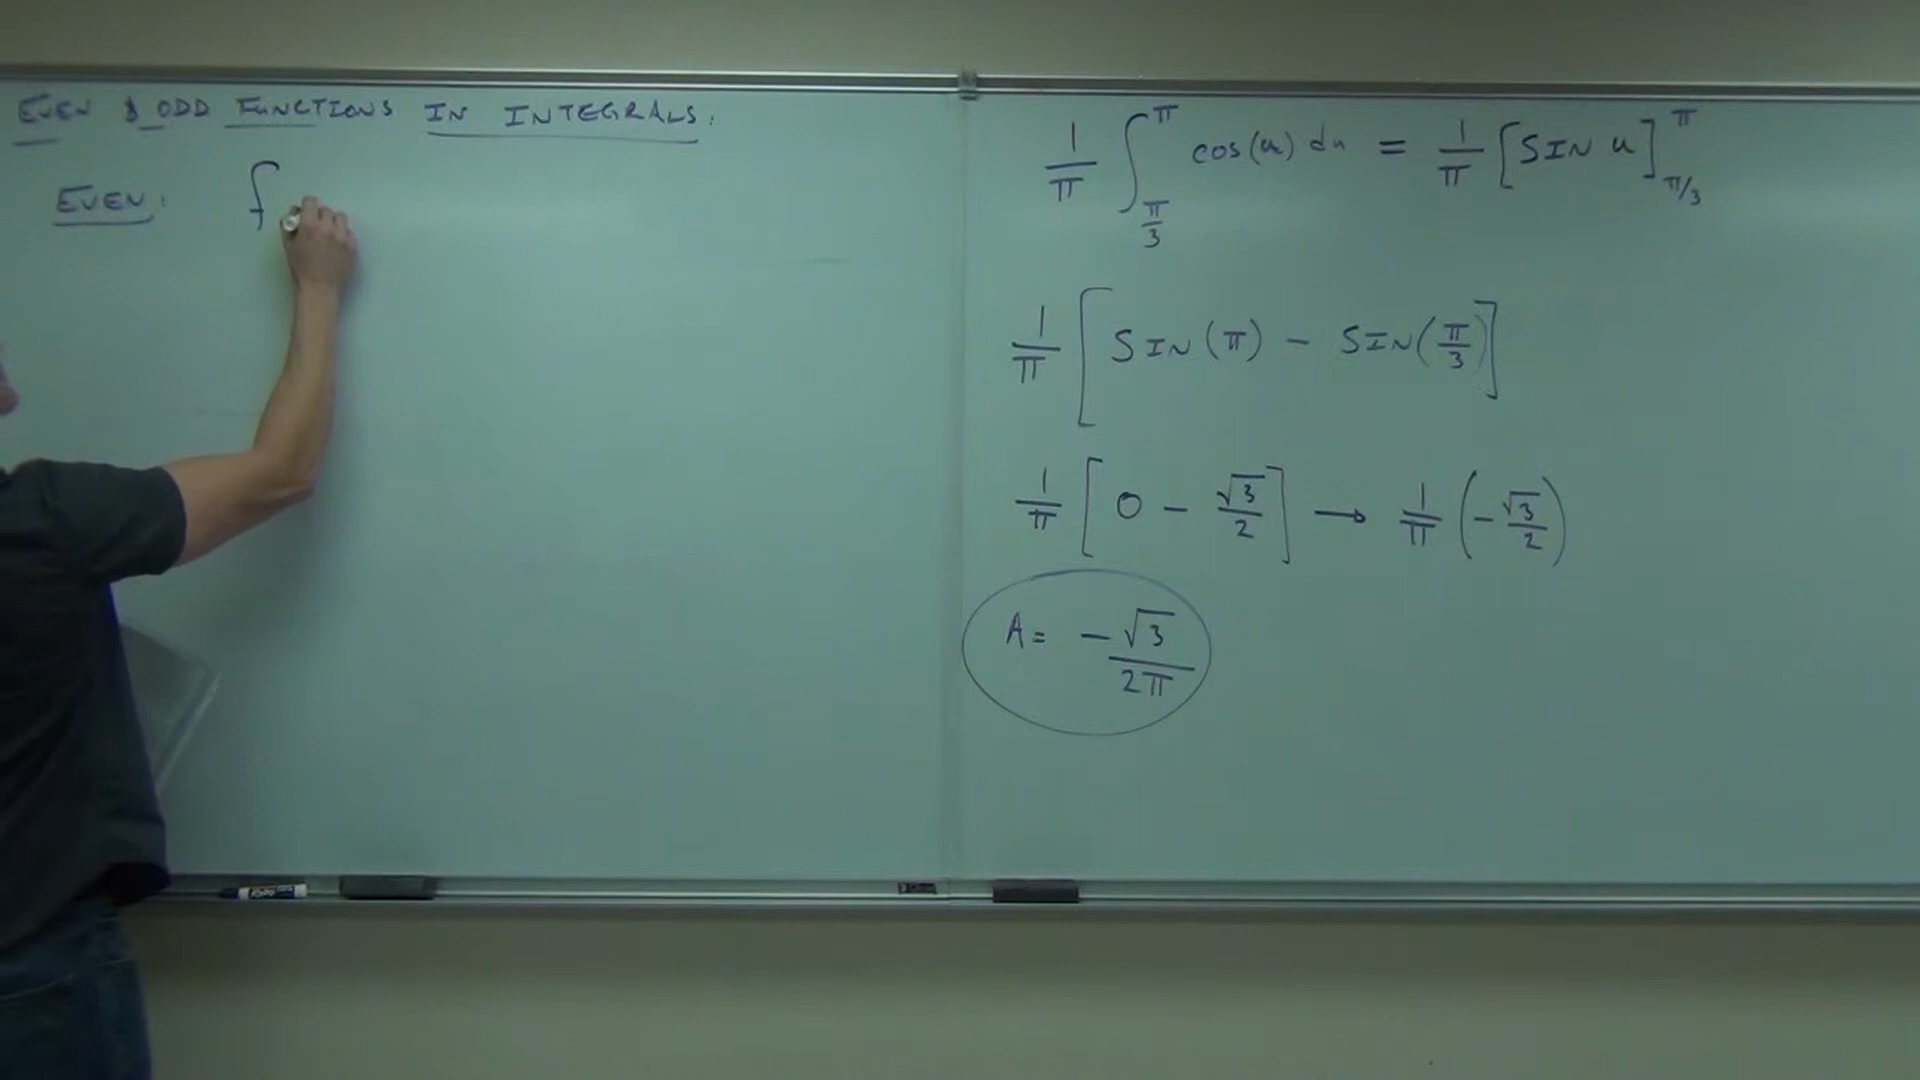 EVEN & ODD FUNCTIONS IN INTEGRALS:
EVEN: f
1/π ∫_{π/3}^{π} cos(u) du = 1/π [SIN u]_{π/3}^{π}
1/π [SIN(π) - SIN(π/3)]
1/π [0 - √3/2] → 1/π (-√3/2)
A = -√3/2π